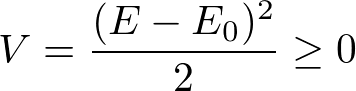 V = \frac{(E - E_0)^2}{2} \geq 0